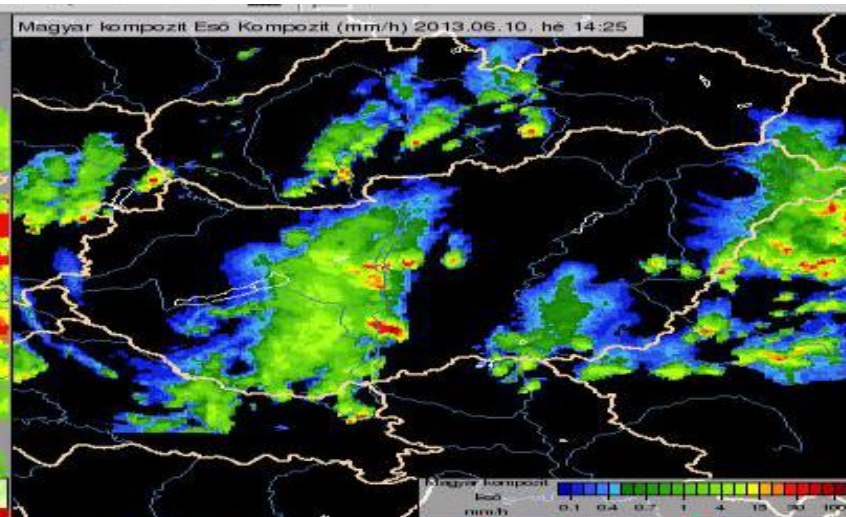 Magyar kompozit Eső Kompozit (mm/h) 2013.06.10, hé 14:25
Magyar kompozit
Eső
mm/h
0.1 0.4 0.7 1 4 15 30 100